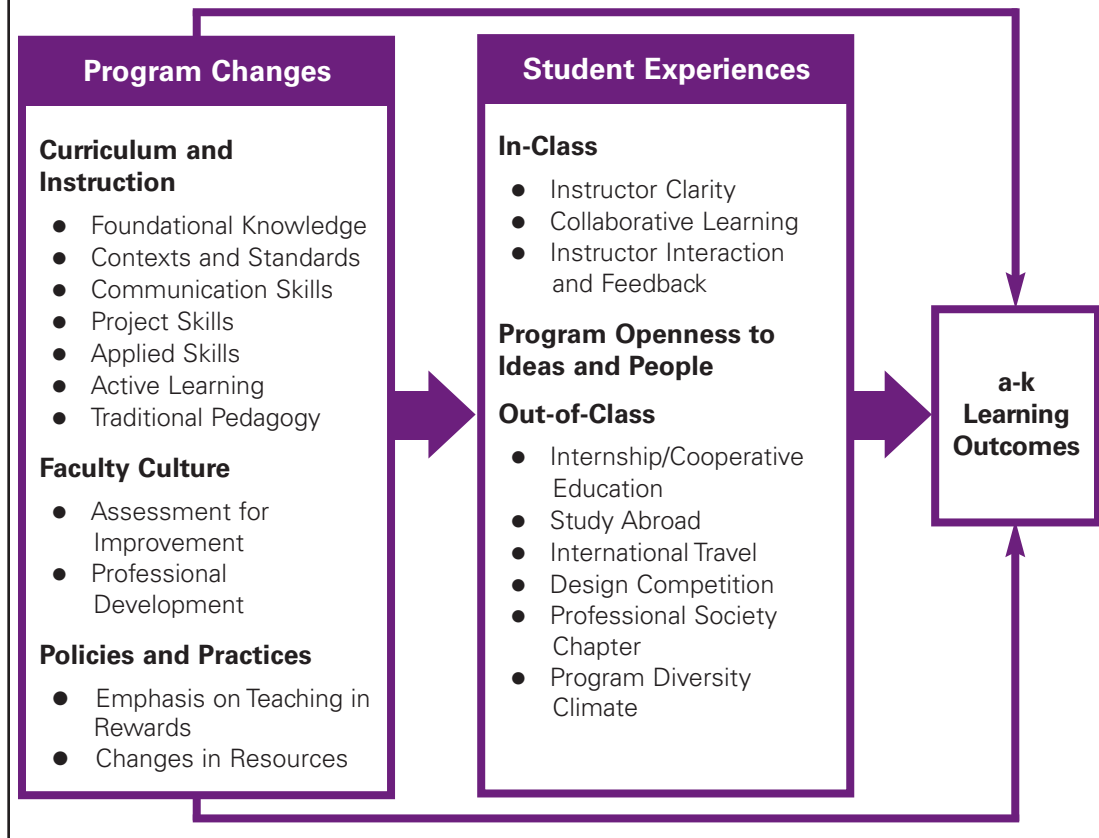 Program Changes
Curriculum and
Instruction
● Foundational Knowledge
● Contexts and Standards
● Communication Skills
● Project Skills
● Applied Skills
● Active Learning
● Traditional Pedagogy
Faculty Culture
● Assessment for
Improvement
● Professional
Development
Policies and Practices
● Emphasis on Teaching in
Rewards
● Changes in Resources
Student Experiences
In-Class
● Instructor Clarity
● Collaborative Learning
● Instructor Interaction
and Feedback
Program Openness to
Ideas and People
Out-of-Class
● Internship/Cooperative
Education
● Study Abroad
● International Travel
● Design Competition
● Professional Society
Chapter
● Program Diversity
Climate
a-k
Learning
Outcomes